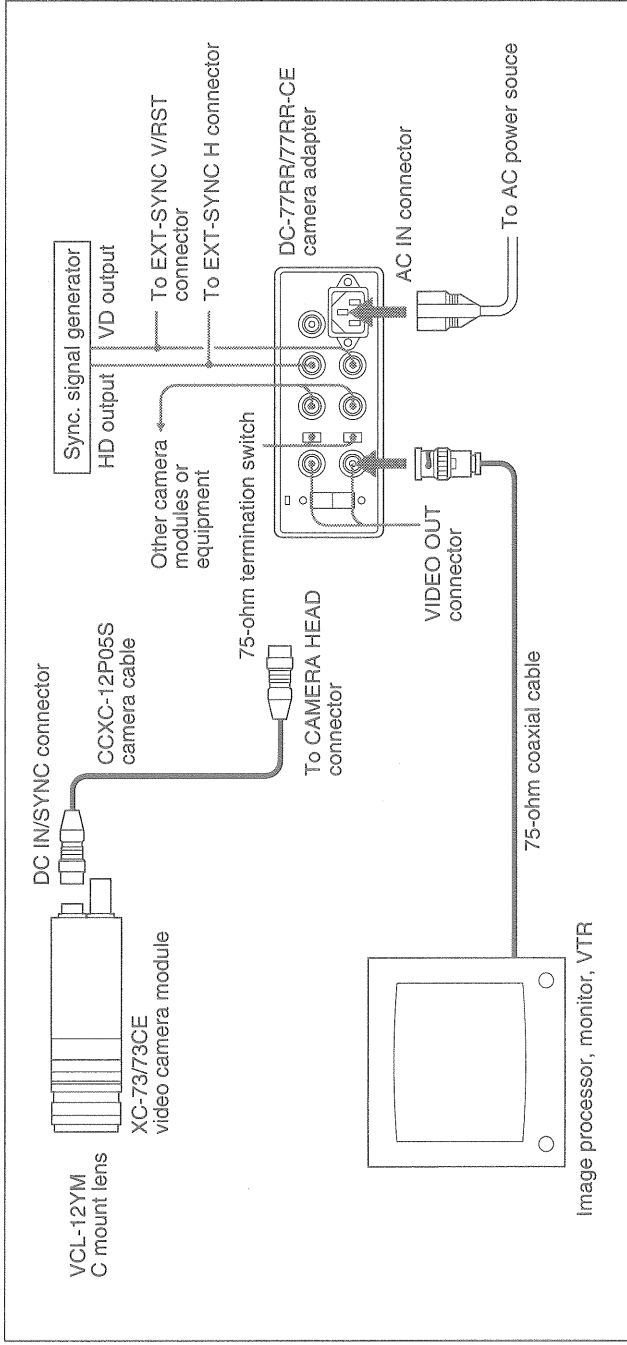 VCL-12YM
C mount lens
XC-73/73CE
video camera module
DC IN/SYNC connector
CCXC-12P05S
camera cable
To CAMERA HEAD
connector
Sync. signal generator
HD output
VD output
To EXT-SYNC V/RST
connector
To EXT-SYNC H connector
Other camera
modules or
equipment
75-ohm termination switch
DC-77RR/77RR-CE
camera adapter
AC IN connector
To AC power souce
VIDEO OUT
connector
75-ohm coaxial cable
Image processor, monitor, VTR